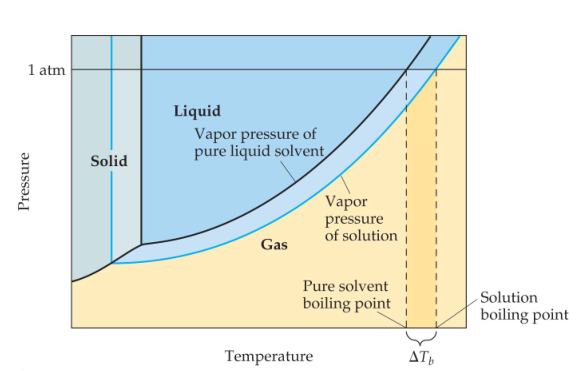 1 atm
Liquid
Vapor pressure of
pure liquid solvent
Solid
Pressure
Vapor
pressure
of solution
Gas
Pure solvent
boiling point
Solution
boiling point
Temperature
ΔT_b